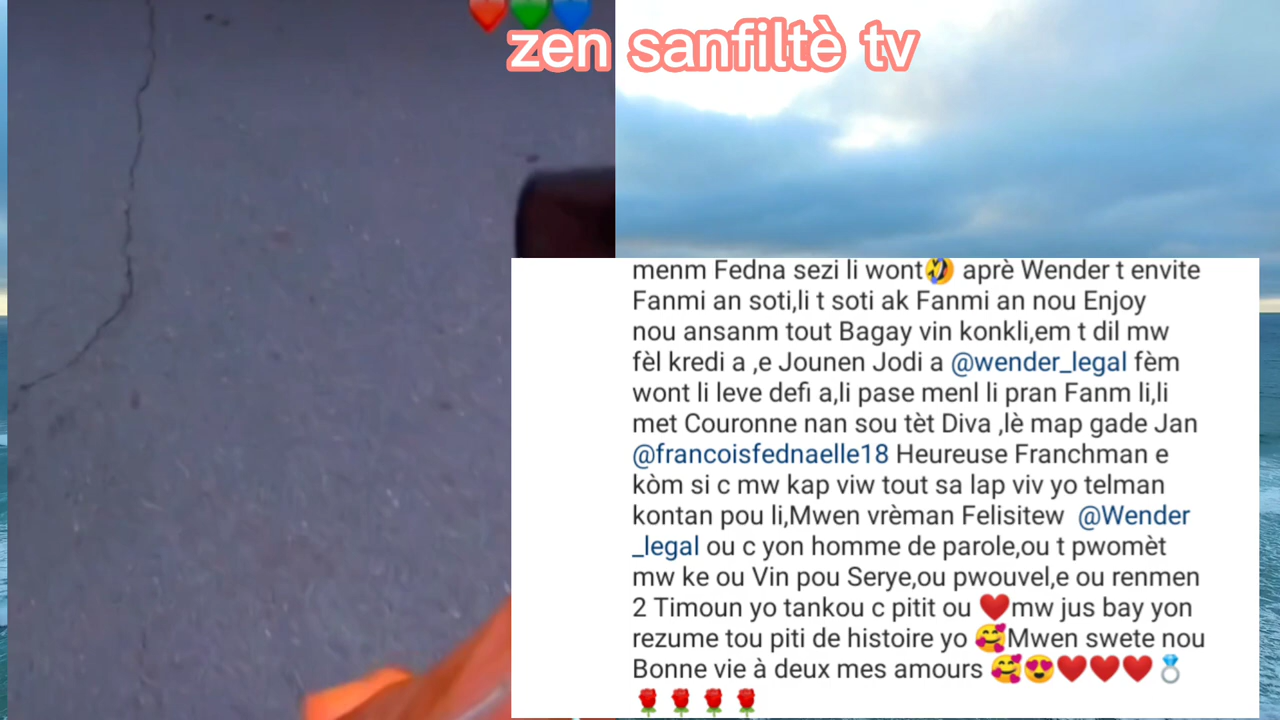 zen sanfiltè tv
menm Fedna sezi li wont🤣 aprè Wender t envite
Fanmi an soti,li t soti ak Fanmi an nou Enjoy
nou ansanm tout Bagay vin konkli,em t dil mw
fèl kredi a ,e Jounen Jodi a @wender_legal fèm
wont li leve defi a,li pase menl li pran Fanm li,li
met Couronne nan sou tèt Diva ,lè map gade Jan
@francoisfednaelle18 Heureuse Franchman e
kòm si c mw kap viw tout sa lap viv yo telman
kontan pou li,Mwen vrèman Felisitew @Wender
_legal ou c yon homme de parole,ou t pwomèt
mw ke ou Vin pou Serye,ou pwouvel,e ou renmen
2 Timoun yo tankou c pitit ou ❤️mw jus bay yon
rezume tou piti de histoire yo 🥰Mwen swete nou
Bonne vie à deux mes amours 🥰😍❤️❤️❤️💍
🌹🌹🌹🌹